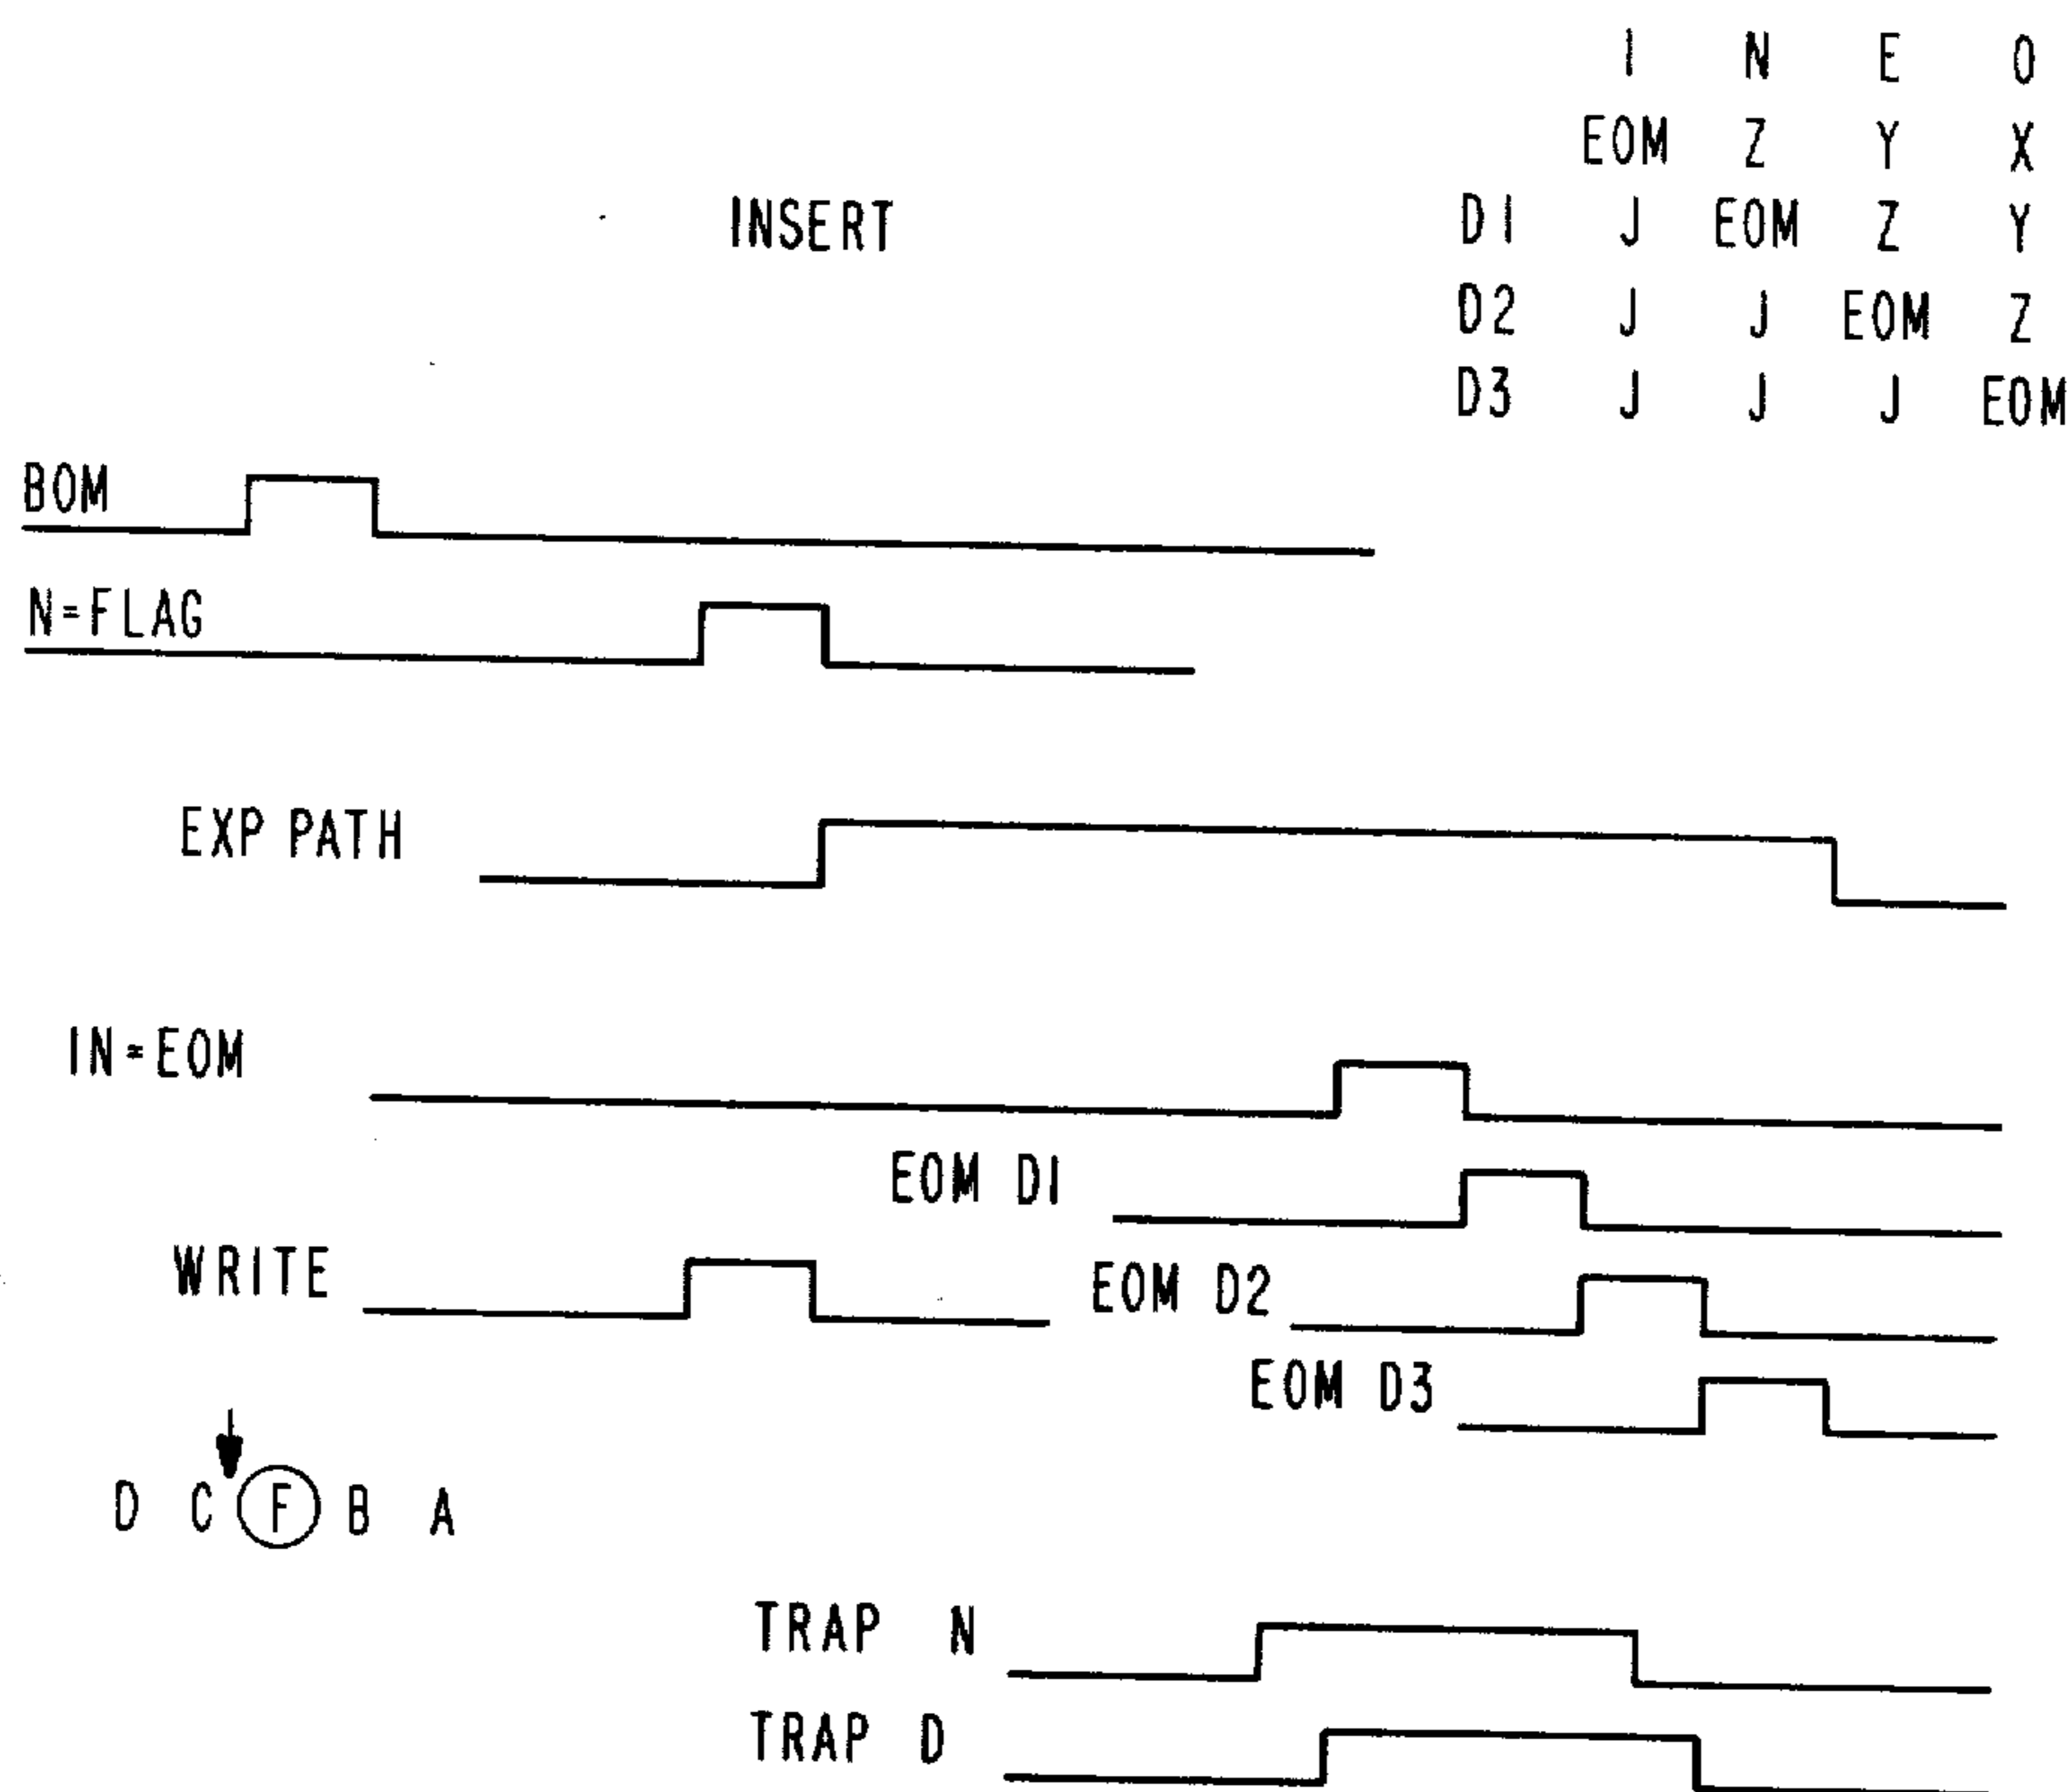 I N E O
EOM Z Y X
INSERT
D1 J EOM Z Y
D2 J J EOM Z
D3 J J J EOM
BOM
N=FLAG
EXP PATH
IN=EOM
EOM D1
WRITE
EOM D2
EOM D3
D C F B A
TRAP N
TRAP D